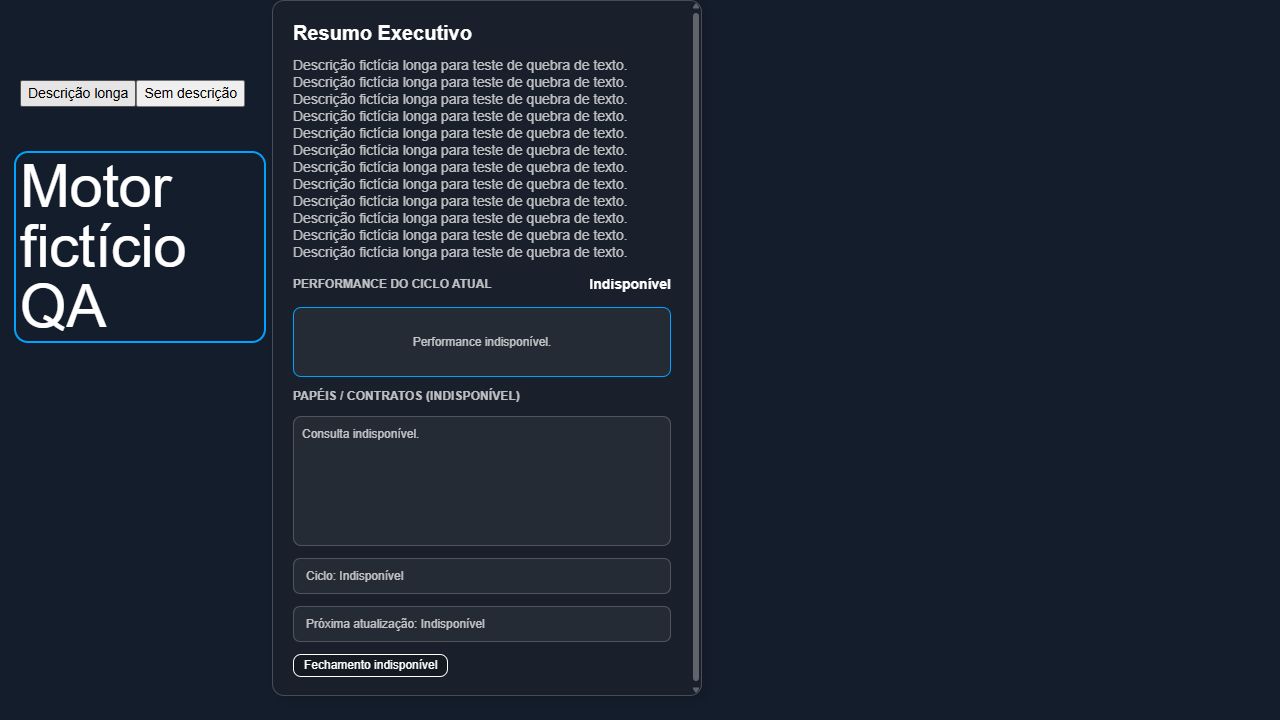 Descrição longa
Sem descrição
Motor
fictício
QA
Resumo Executivo
Descrição fictícia longa para teste de quebra de texto.
Descrição fictícia longa para teste de quebra de texto.
Descrição fictícia longa para teste de quebra de texto.
Descrição fictícia longa para teste de quebra de texto.
Descrição fictícia longa para teste de quebra de texto.
Descrição fictícia longa para teste de quebra de texto.
Descrição fictícia longa para teste de quebra de texto.
Descrição fictícia longa para teste de quebra de texto.
Descrição fictícia longa para teste de quebra de texto.
Descrição fictícia longa para teste de quebra de texto.
Descrição fictícia longa para teste de quebra de texto.
Descrição fictícia longa para teste de quebra de texto.
PERFORMANCE DO CICLO ATUAL
Indisponível
Performance indisponível.
PAPÉIS / CONTRATOS (INDISPONÍVEL)
Consulta indisponível.
Ciclo: Indisponível
Próxima atualização: Indisponível
Fechamento indisponível